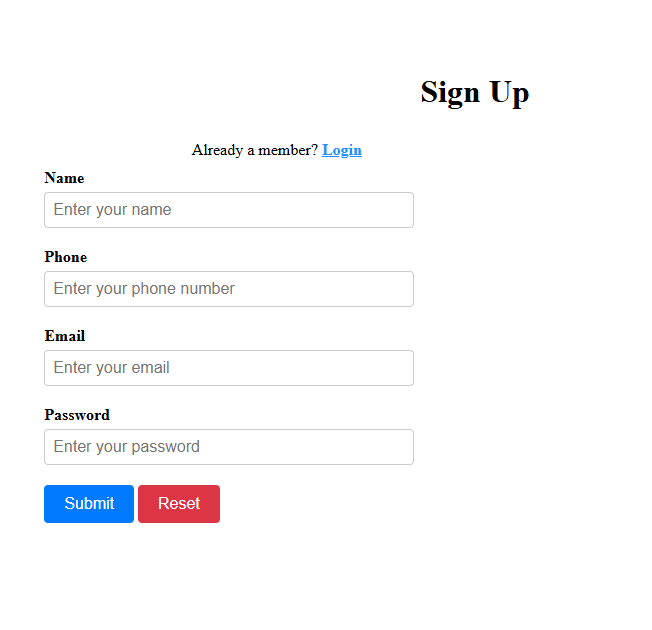 Sign Up
Already a member? Login
Name
Enter your name
Phone
Enter your phone number
Email
Enter your email
Password
Enter your password
Submit Reset